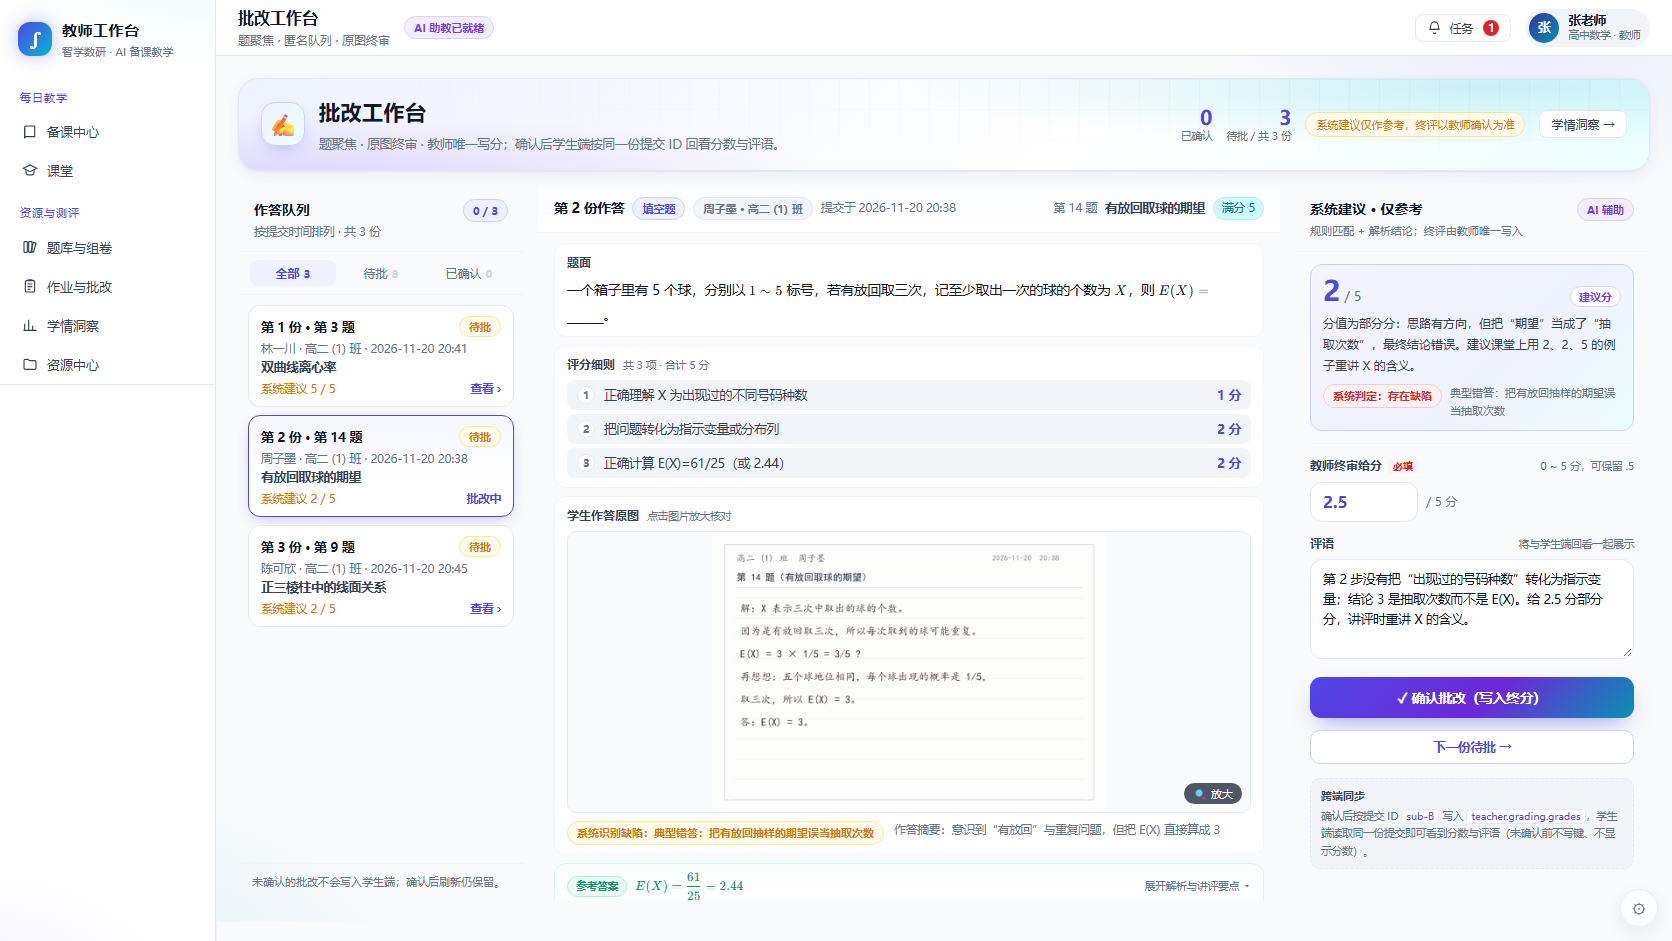 教师工作台
智学数研 · AI 备课教学
每日教学
备课中心
课堂
资源与测评
题库与组卷
作业与批改
学情洞察
资源中心
批改工作台
题聚焦 · 匿名队列 · 原图终审
AI 助教已就绪
任务 1
张
张老师
高中数学 · 教师
批改工作台
题聚焦 · 原图终审 · 教师唯一写分；确认后学生端按同一份提交 ID 回看分数与评语。
0
已确认
3
待批 / 共 3 份
系统建议仅作参考，终评以教师确认为准
学情洞察 →
作答队列
0 / 3
按提交时间排列 · 共 3 份
全部 3
待批 3
已确认 0
第 1 份 • 第 3 题
待批
林一川 · 高二 (1) 班 · 2026-11-20 20:41
双曲线离心率
系统建议 5 / 5
查看 ›
第 2 份 • 第 14 题
待批
周子墨 · 高二 (1) 班 · 2026-11-20 20:38
有放回取球的期望
系统建议 2 / 5
批改中
第 3 份 • 第 9 题
待批
陈可欣 · 高二 (1) 班 · 2026-11-20 20:45
正三棱柱中的线面关系
系统建议 2 / 5
查看 ›
未确认的批改不会写入学生端；确认后刷新仍保留。
第 2 份作答
填空题
周子墨 • 高二 (1) 班
提交于 2026-11-20 20:38
第 14 题 有放回取球的期望
满分 5
题面
一个箱子里有 5 个球，分别以 1 ∼ 5 标号，若有放回取三次，记至少取出一次的球的个数为 X，则 E(X) =
______。
评分细则 共 3 项 · 合计 5 分
1 正确理解 X 为出现过的不同号码种数 1 分
2 把问题转化为指示变量或分布列 2 分
3 正确计算 E(X)=61/25（或 2.44） 2 分
学生作答原图 点击图片放大核对
高二 (1) 班 周子墨 2026-11-20 20:38
第 14 题（有放回取球的期望）
解：X 表示三次中取出的球的个数。
因为是有放回取三次，所以每次取到的球可能重复。
E(X) = 3 × 1/5 = 3/5 ?
再想想：五个球地位相同，每个球出现的概率是 1/5。
取三次，所以 E(X) = 3。
答：E(X) = 3。
放大
系统识别缺陷：典型错答：把有放回抽样的期望误当抽取次数
作答摘要：意识到“有放回”与重复问题，但把 E(X) 直接算成 3
参考答案 E(X) = 61/25 = 2.44
展开解析与讲评要点
系统建议 • 仅参考
AI 辅助
规则匹配 + 解析结论；终评由教师唯一写入
2 / 5
建议分
分值为部分分：思路有方向，但把“期望”当成了“抽
取次数”，最终结论错误。建议课堂上用 2、2、5 的例
子重讲 X 的含义。
系统判定：存在缺陷
典型错答：把有放回抽样的期望误
当抽取次数
教师终审给分 必填
0 ~ 5 分，可保留 .5
2.5
/ 5 分
评语
将与学生端回看一起展示
第 2 步没有把“出现过的号码种数”转化为指示变
量；结论 3 是抽取次数而不是 E(X)。给 2.5 分部分
分，讲评时重讲 X 的含义。
✓ 确认批改（写入终分）
下一份待批 →
跨端同步
确认后按提交 ID sub-B 写入 teacher.grading.grades，学生
端读取同一份提交即可看到分数与评语（未确认前不写键、不显
示分数）。